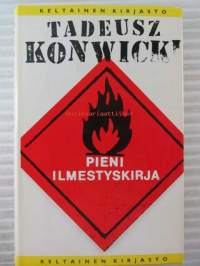 KELTAINEN KIRJASTO
TADEUSZ
KONWICKI
PIENI
ILMESTYSKIRJA
KELTAINEN KIRJASTO